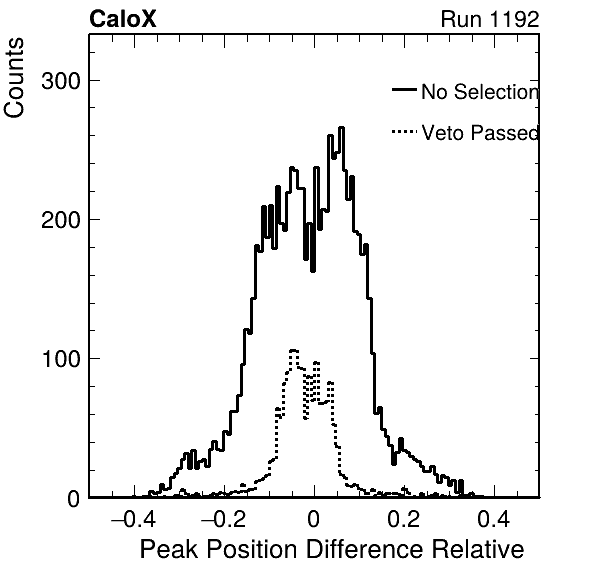 CaloX Run 1192
Counts
300
200
100
0
No Selection
Veto Passed
−0.4 −0.2 0 0.2 0.4
Peak Position Difference Relative